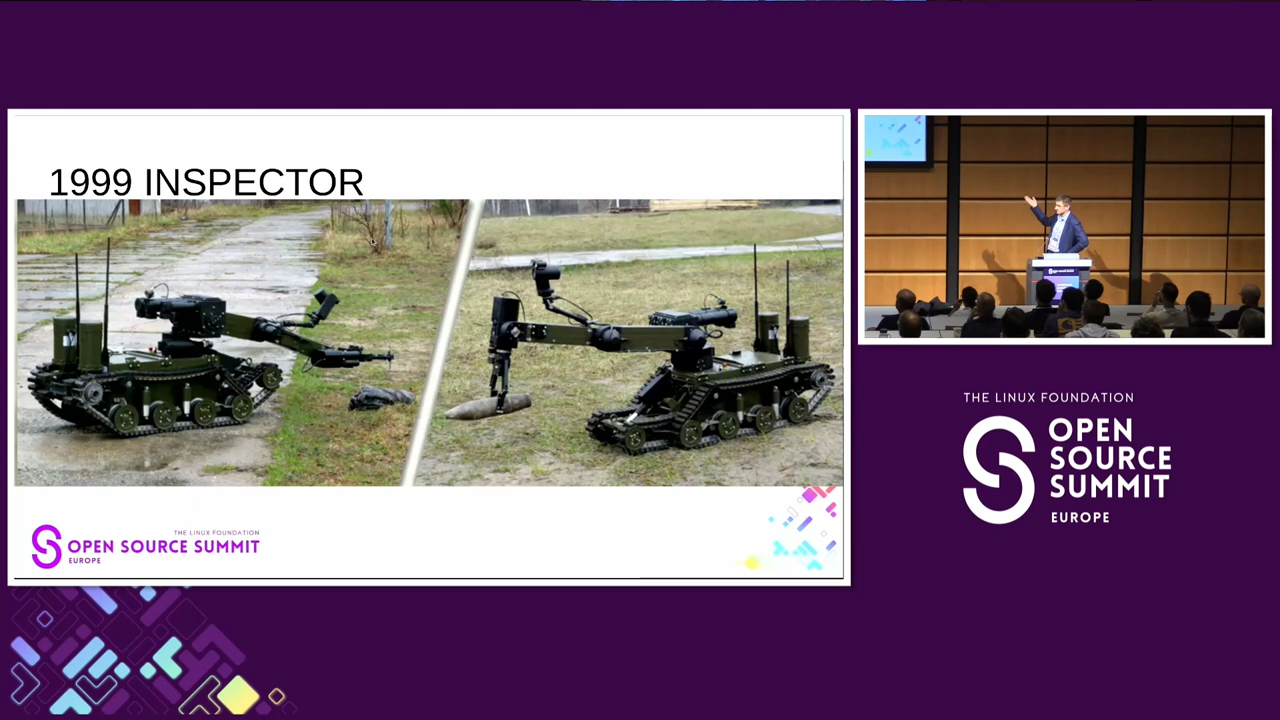 1999 INSPECTOR
THE LINUX FOUNDATION
OPEN SOURCE SUMMIT
EUROPE
THE LINUX FOUNDATION
OPEN
SOURCE
SUMMIT
EUROPE